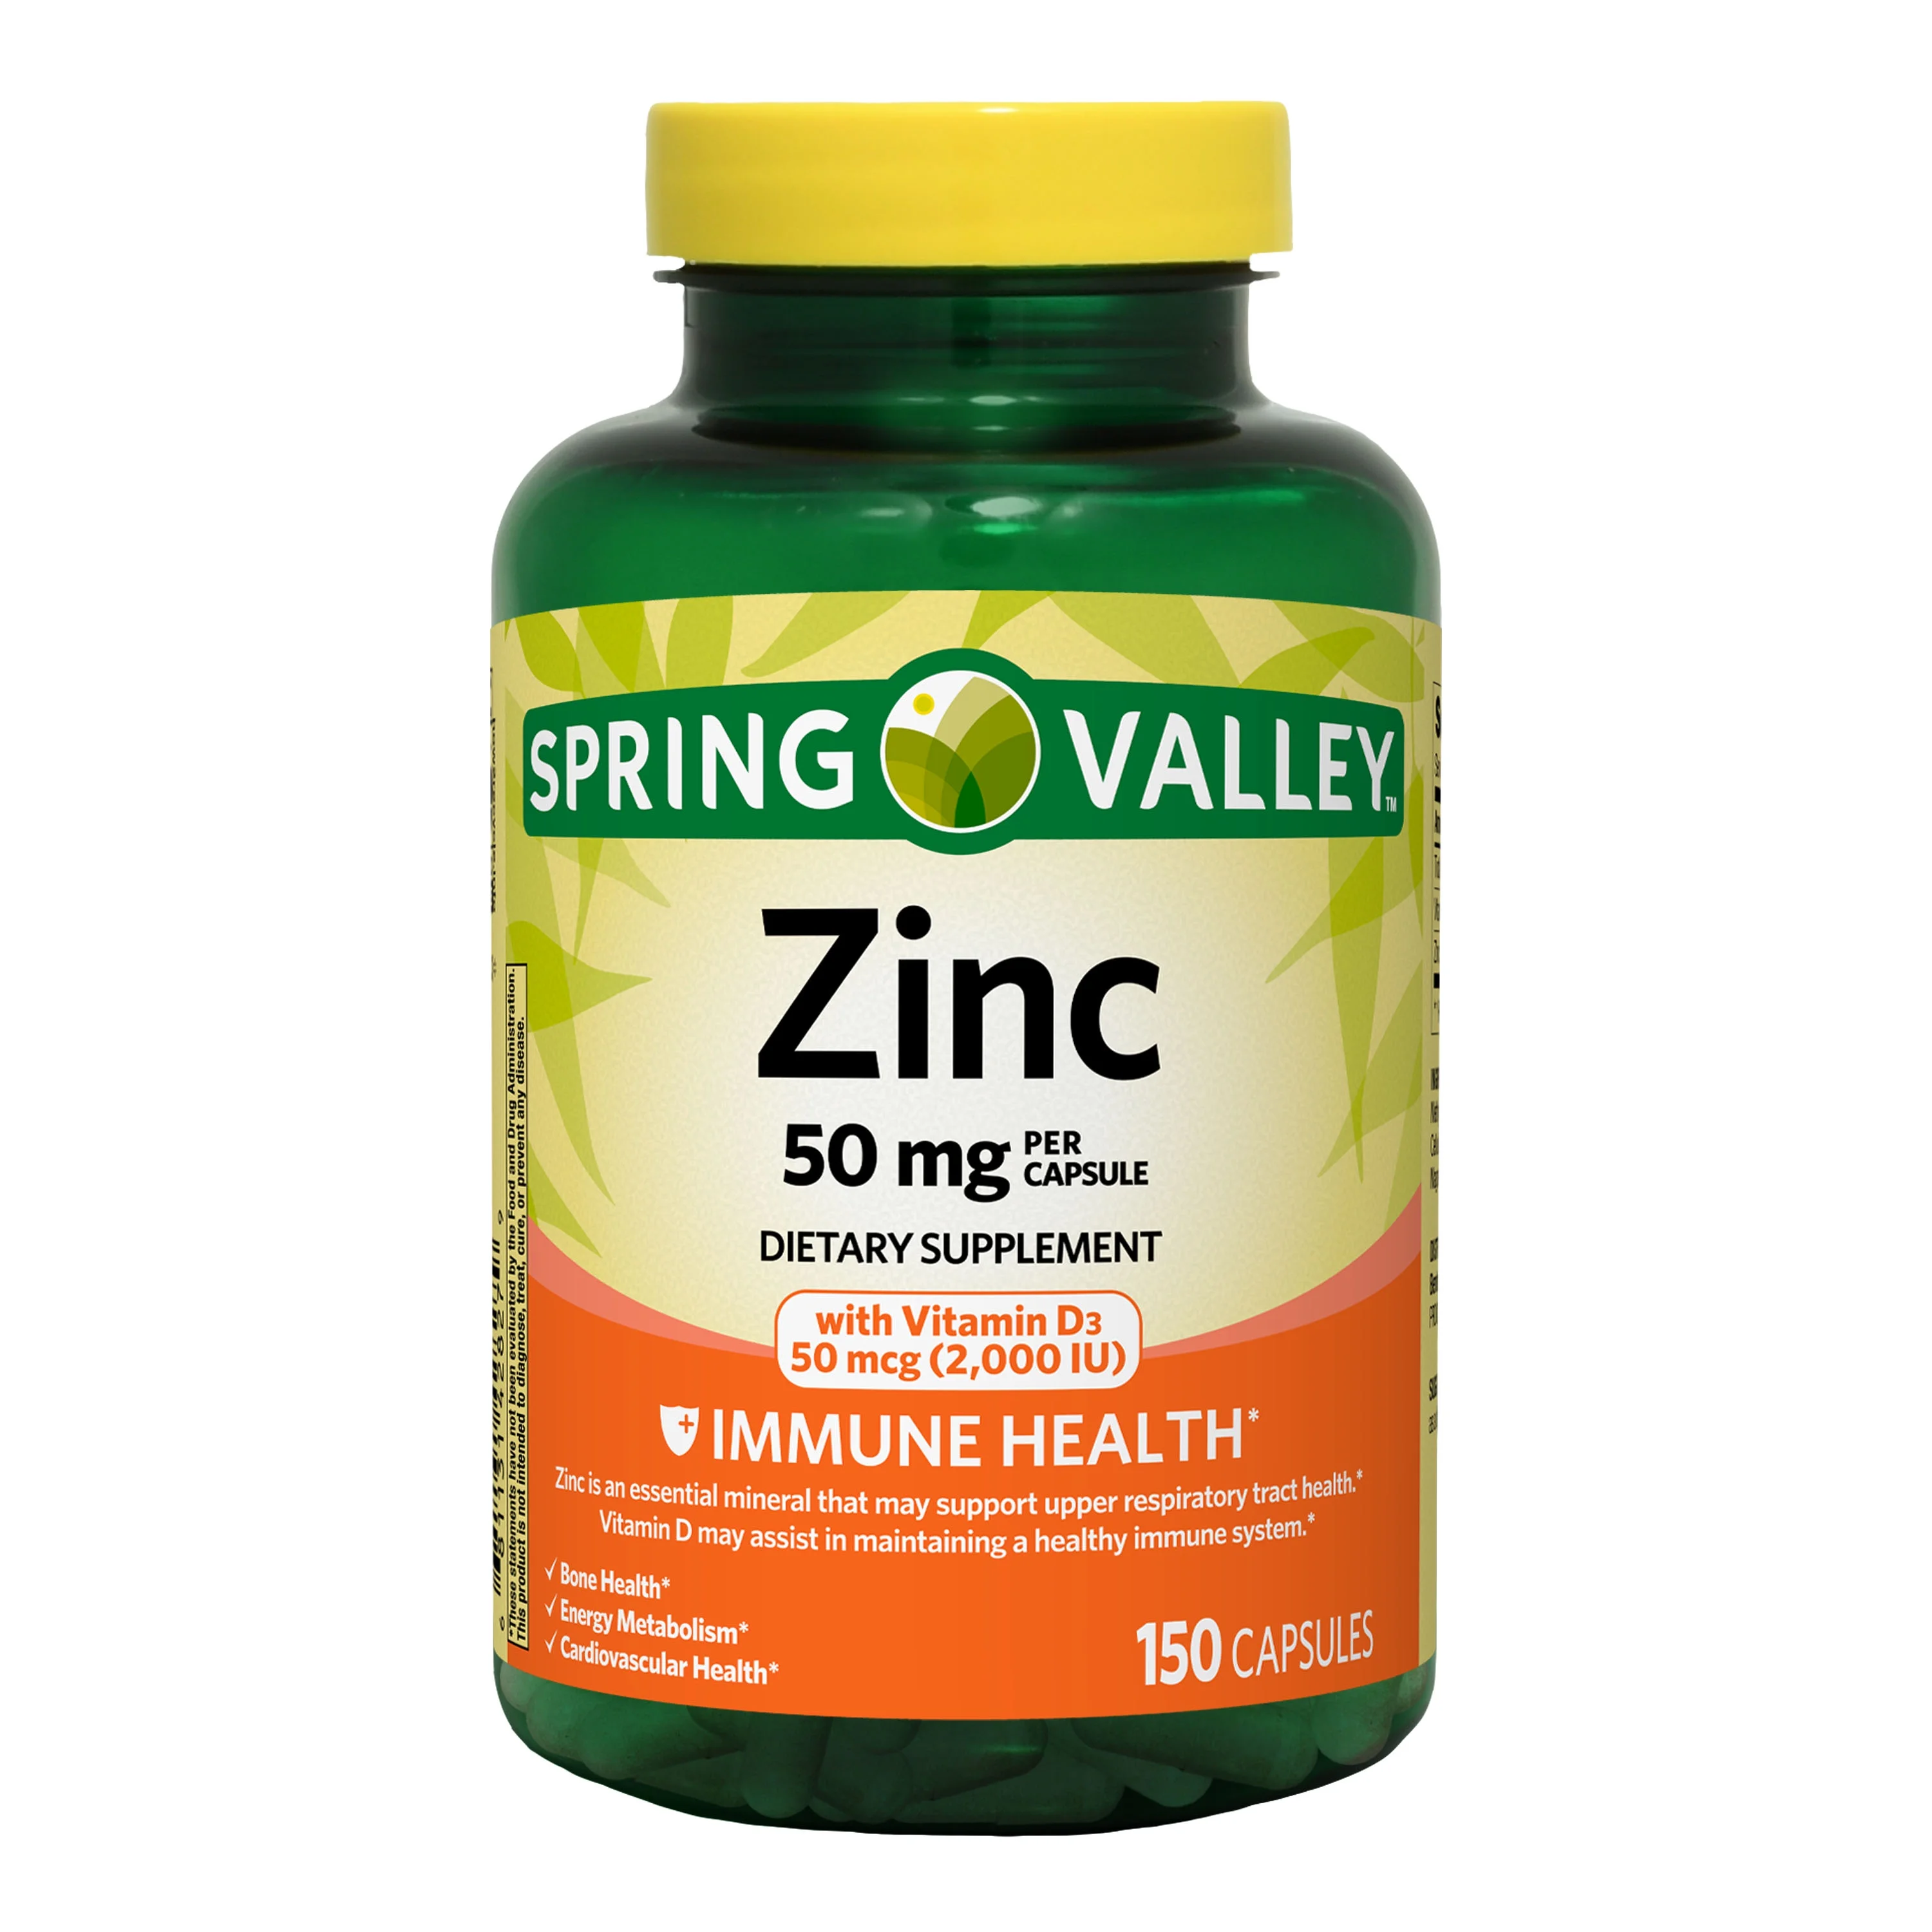 SPRING VALLEY™
Zinc
50 mg PER
CAPSULE
DIETARY SUPPLEMENT
with Vitamin D3
50 mcg (2,000 IU)
IMMUNE HEALTH*
Zinc is an essential mineral that may support upper respiratory tract health.*
Vitamin D may assist in maintaining a healthy immune system.*
✓ Bone Health*
✓ Energy Metabolism*
✓ Cardiovascular Health*
150 CAPSULES
*These statements have not been evaluated by the Food and Drug Administration.
This product is not intended to diagnose, treat, cure, or prevent any disease.